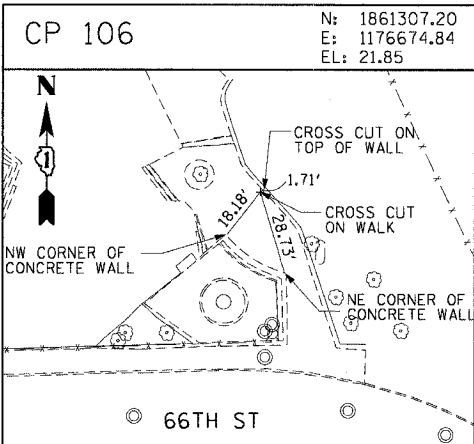 CP 106
N: 1861307.20
E: 1176674.84
EL: 21.85
N
1
CROSS CUT ON
TOP OF WALL
1.71'
18.18'
CROSS CUT
ON WALK
28.73'
NW CORNER OF
CONCRETE WALL
NE CORNER OF
CONCRETE WALL
66TH ST